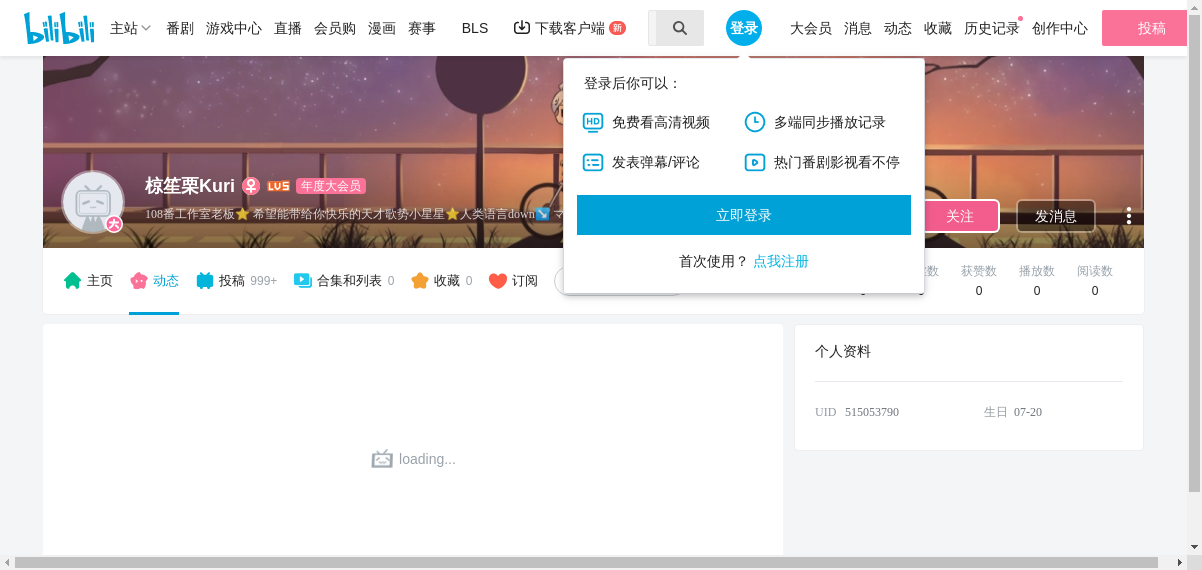 bilibili 主站 番剧 游戏中心 直播 会员购 漫画 赛事 BLS 下载客户端 新 登录 大会员 消息 动态 收藏 历史记录 创作中心 投稿
登录后你可以：
HD 免费看高清视频 多端同步播放记录
发表弹幕/评论 热门番剧影视看不停
立即登录
首次使用？ 点我注册
椋笙栗Kuri LV5 年度大会员
108番工作室老板⭐ 希望能带给你快乐的天才歌势小星星⭐人类语言down↘️ マ
大
关注 发消息
主页 动态 投稿 999+ 合集和列表 0 收藏 0 订阅
数 获赞数 播放数 阅读数
0 0 0
loading...
个人资料
UID 515053790 生日 07-20